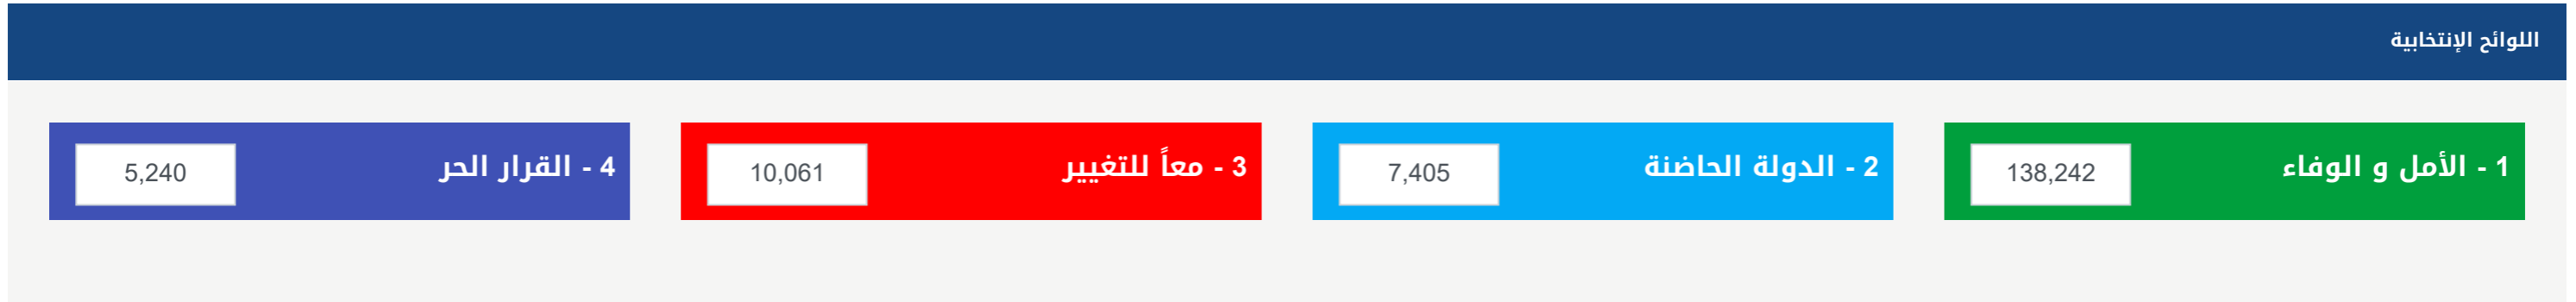 اللوائح الإنتخابية
1 - الأمل و الوفاء
138,242
2 - الدولة الحاضنة
7,405
3 - معاً للتغيير
10,061
4 - القرار الحر
5,240